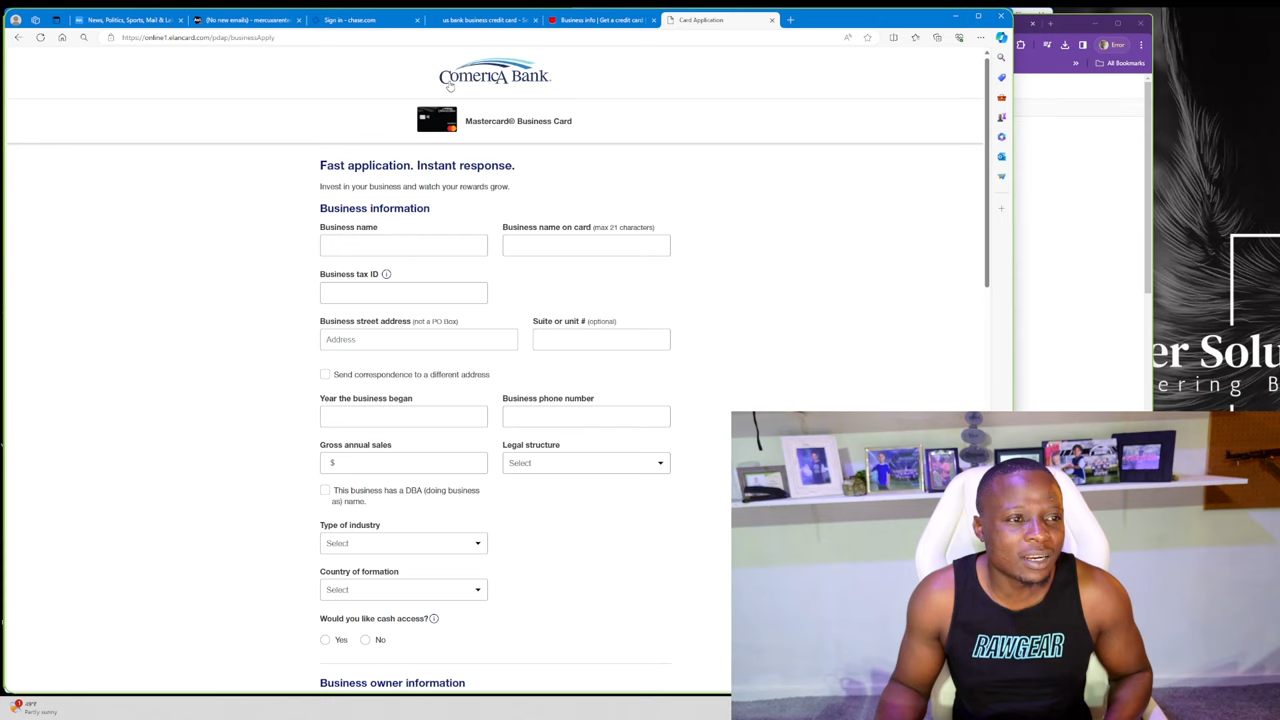 News, Politics, Sports, Mail & Lat
(No new emails) - mercuxarente
Sign in - chase.com
us bank business credit card - Se
Business info | Get a credit card |
Card Application
https://online1.elancard.com/pdap/businessApply
Error
All Bookmarks
Comerica Bank
Mastercard® Business Card
Fast application. Instant response.
Invest in your business and watch your rewards grow.
Business information
Business name
Business name on card (max 21 characters)
Business tax ID
Business street address (not a PO Box)
Suite or unit # (optional)
Address
Send correspondence to a different address
Year the business began
Business phone number
Gross annual sales
Legal structure
$
Select
This business has a DBA (doing business
as) name.
Type of industry
Select
Country of formation
Select
Would you like cash access?
Yes
No
Business owner information
er Solu
ering B
RAWGEAR
1
49°F
Partly sunny